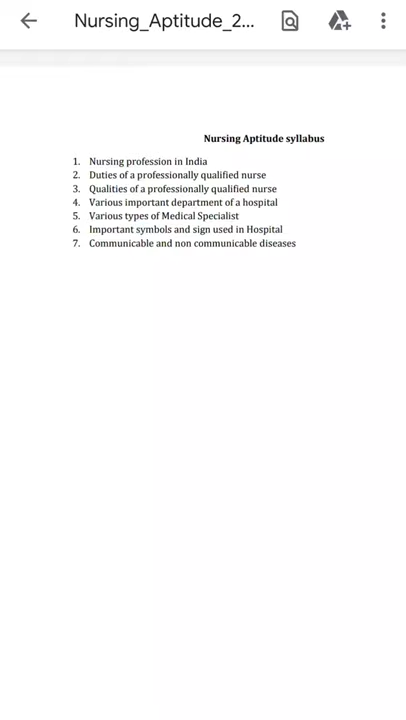 Nursing_Aptitude_2...
Nursing Aptitude syllabus
1. Nursing profession in India
2. Duties of a professionally qualified nurse
3. Qualities of a professionally qualified nurse
4. Various important department of a hospital
5. Various types of Medical Specialist
6. Important symbols and sign used in Hospital
7. Communicable and non communicable diseases